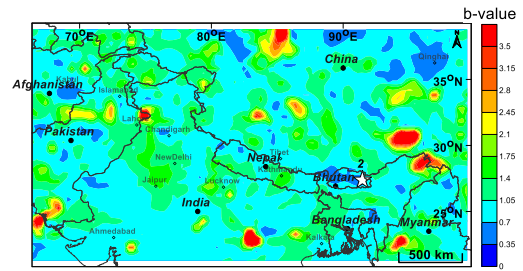 b-value
70°E
80°E
90°E
N
China
Qinghai
Kabul
Afghanistan
Islamabad
35°N
Lahore
Chandigarh
Pakistan
30°N
NewDelhi
Nepal
Tibet
Kathmandu
2
Jaipur
Lucknow
Bhutan
India
Bangladesh
25°N
Myanmar
Ahmedabad
Kalkata
500 km
3.5
3.15
2.8
2.45
2.1
1.75
1.4
1.05
0.7
0.35
0